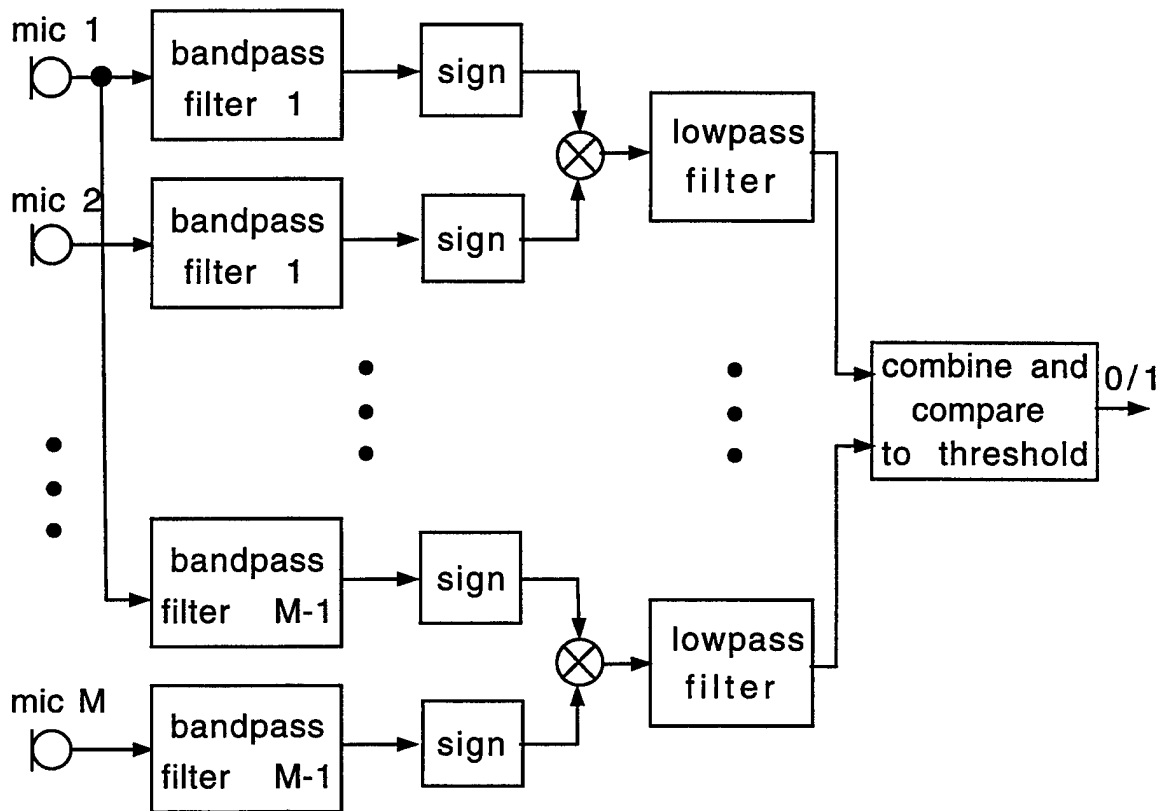 mic 1
bandpass
filter 1
sign
lowpass
filter
mic 2
bandpass
filter 1
sign
combine and
compare
to threshold
0/1
bandpass
filter M-1
sign
lowpass
filter
mic M
bandpass
filter M-1
sign